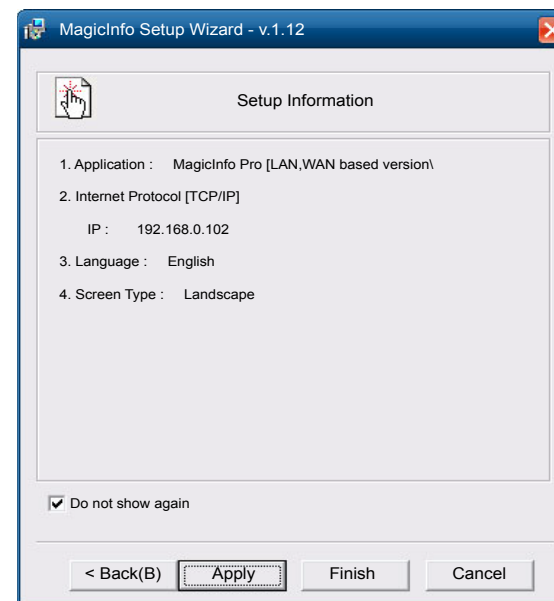 MagicInfo Setup Wizard - v.1.12
Setup Information
1. Application : MagicInfo Pro [LAN,WAN based version\
2. Internet Protocol [TCP/IP]
IP : 192.168.0.102
3. Language : English
4. Screen Type : Landscape
Do not show again
< Back(B) Apply Finish Cancel